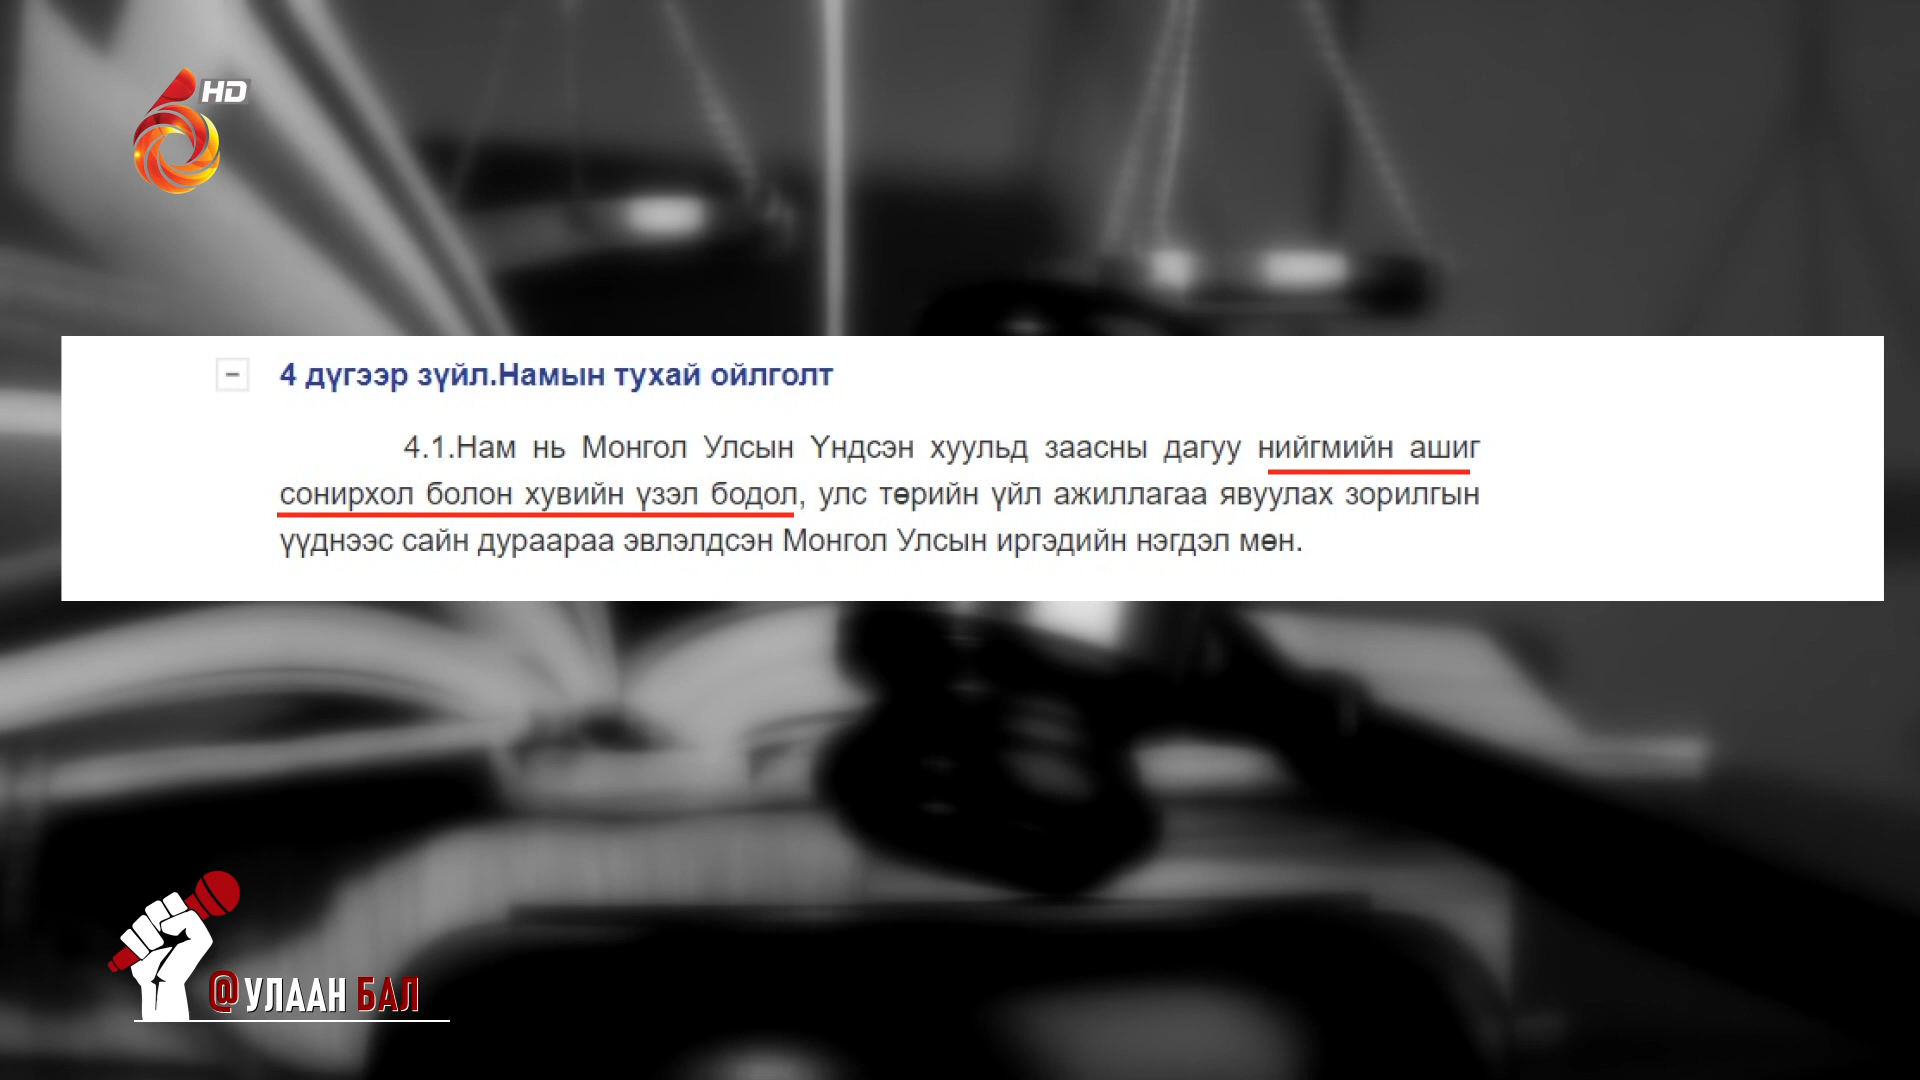 HD
4 дүгээр зүйл.Намын тухай ойлголт
4.1.Нам нь Монгол Улсын Үндсэн хуульд заасны дагуу нийгмийн ашиг
сонирхол болон хувийн үзэл бодол, улс төрийн үйл ажиллагаа явуулах зорилгын
үүднээс сайн дураараа эвлэлдсэн Монгол Улсын иргэдийн нэгдэл мөн.
@УЛААН БАЛ